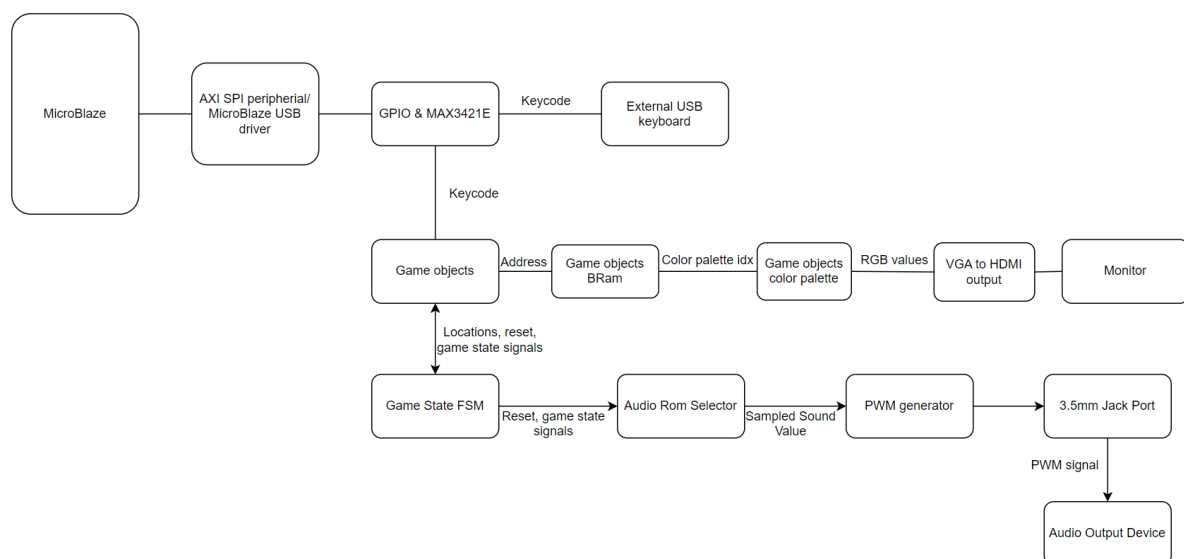 MicroBlaze
AXI SPI peripherial/
MicroBlaze USB
driver
GPIO & MAX3421E
Keycode
External USB
keyboard
Keycode
Game objects
Address
Game objects
BRam
Color palette idx
Game objects
color palette
RGB values
VGA to HDMI
output
Monitor
Locations, reset,
game state signals
Game State FSM
Reset, game state
signals
Audio Rom Selector
Sampled Sound
Value
PWM generator
3.5mm Jack Port
PWM signal
Audio Output Device